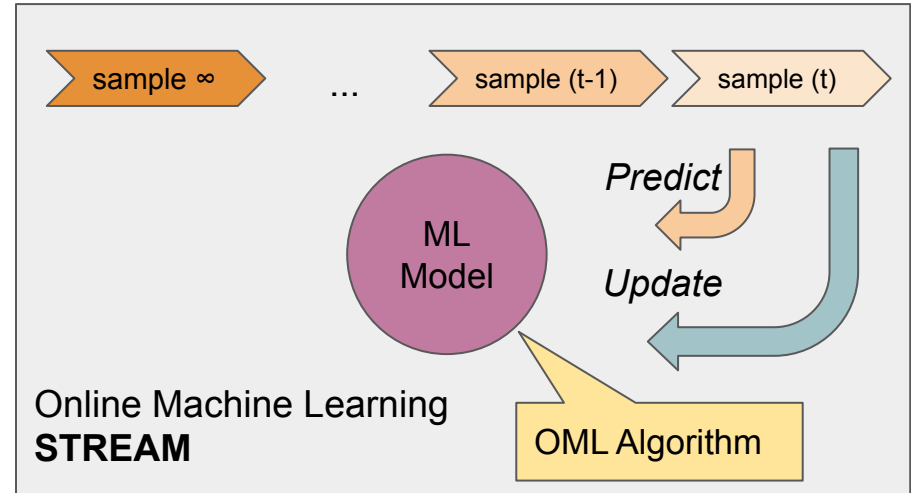 sample ∞
...
sample (t-1)
sample (t)
Predict
ML
Model
Update
Online Machine Learning
STREAM
OML Algorithm